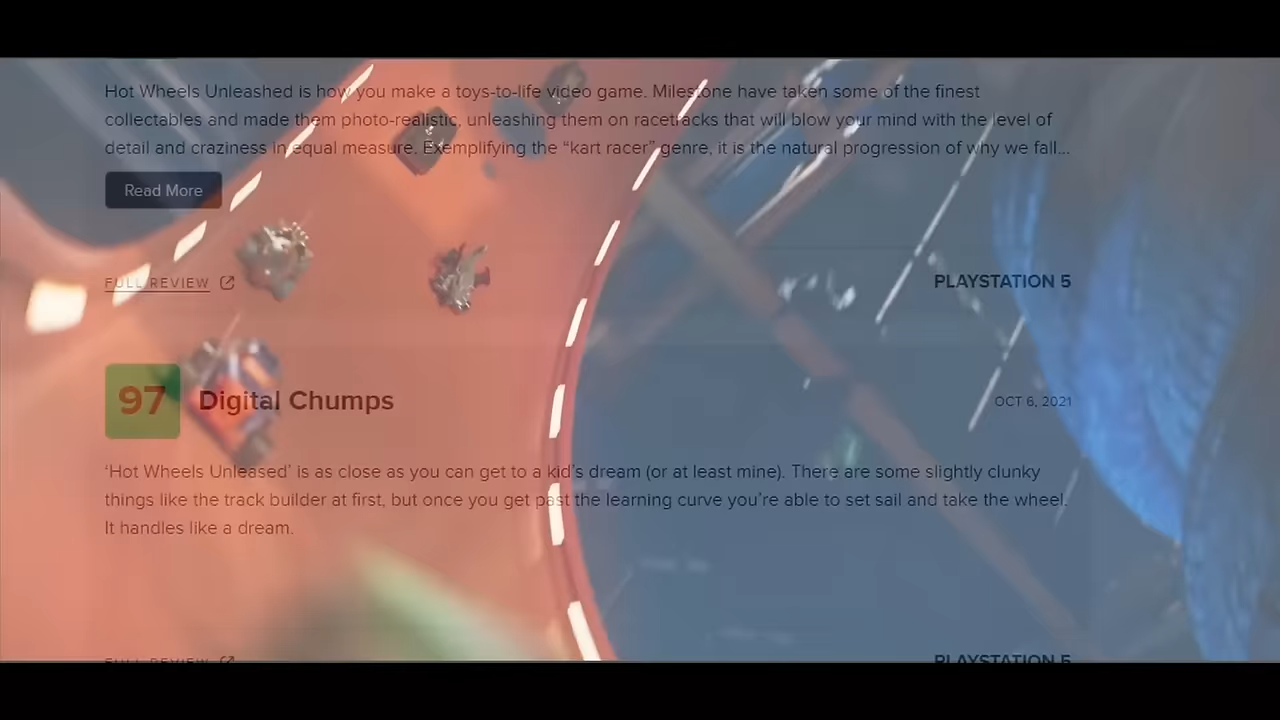 Hot Wheels Unleashed is how you make a toys-to-life video game. Milestone have taken some of the finest
collectables and made them photo-realistic, unleashing them on racetracks that will blow your mind with the level of
detail and craziness in equal measure. Exemplifying the “kart racer” genre, it is the natural progression of why we fall...
Read More
FULL REVIEW
PLAYSTATION 5
97
Digital Chumps
OCT 6, 2021
‘Hot Wheels Unleased’ is as close as you can get to a kid’s dream (or at least mine). There are some slightly clunky
things like the track builder at first, but once you get past the learning curve you’re able to set sail and take the wheel.
It handles like a dream.
FULL REVIEW
PLAYSTATION 5